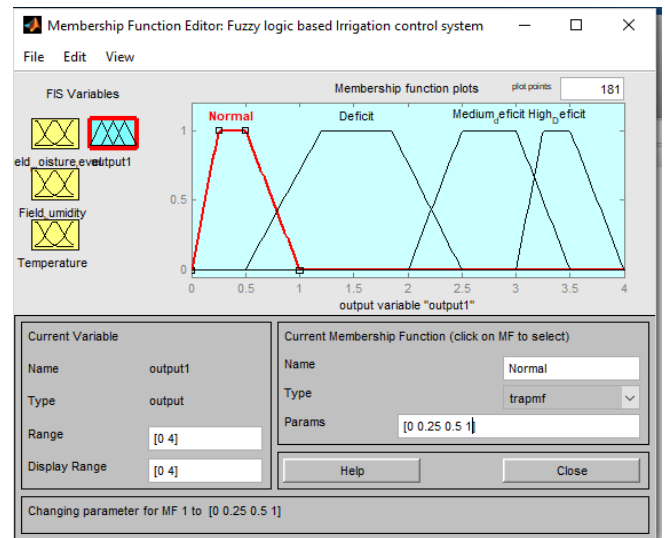 Membership Function Editor: Fuzzy logic based Irrigation control system
File Edit View
FIS Variables
Membership function plots
plot points
181
Normal Deficit Medium_deficit High_Deficit
1
0.5
0
0 0.5 1 1.5 2 2.5 3 3.5 4
output variable "output1"
eld_oisture,evel
output1
Field_umidity
Temperature
Current Variable
Name output1
Type output
Range [0 4]
Display Range [0 4]
Current Membership Function (click on MF to select)
Name Normal
Type trapmf
Params [0 0.25 0.5 1]
Help Close
Changing parameter for MF 1 to [0 0.25 0.5 1]